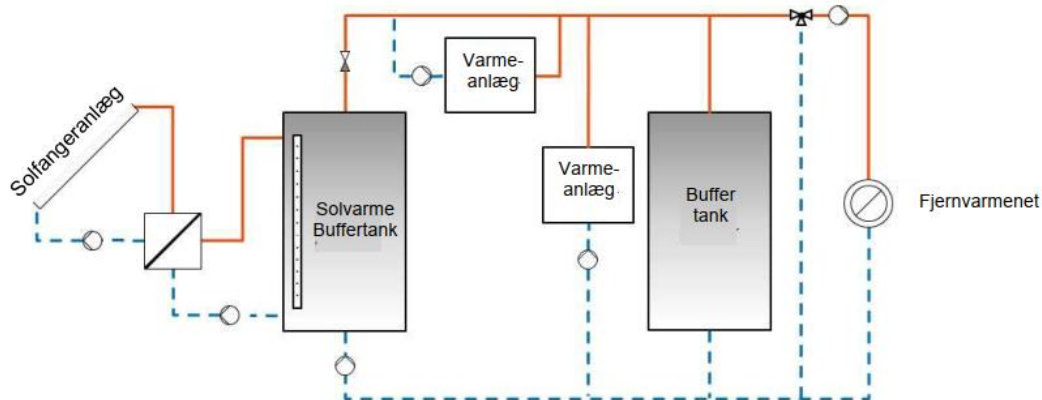 Solfangeranlæg
Varme-
anlæg
Solvarme
Buffertank
Varme-
anlæg
Buffer
tank
Fjernvarmenet